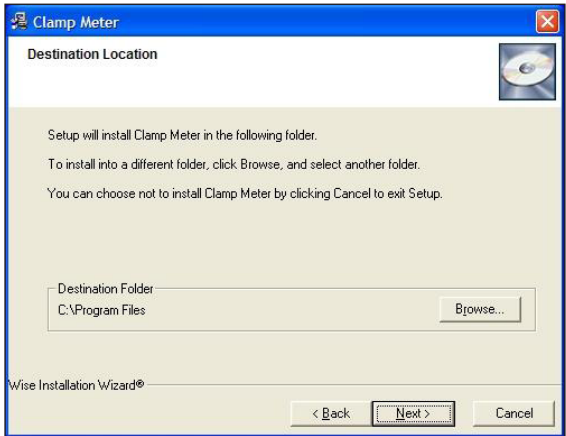 Clamp Meter
Destination Location
Setup will install Clamp Meter in the following folder.
To install into a different folder, click Browse, and select another folder.
You can choose not to install Clamp Meter by clicking Cancel to exit Setup.
Destination Folder
C:\Program Files
Browse...
Wise Installation Wizard®
< Back
Next >
Cancel